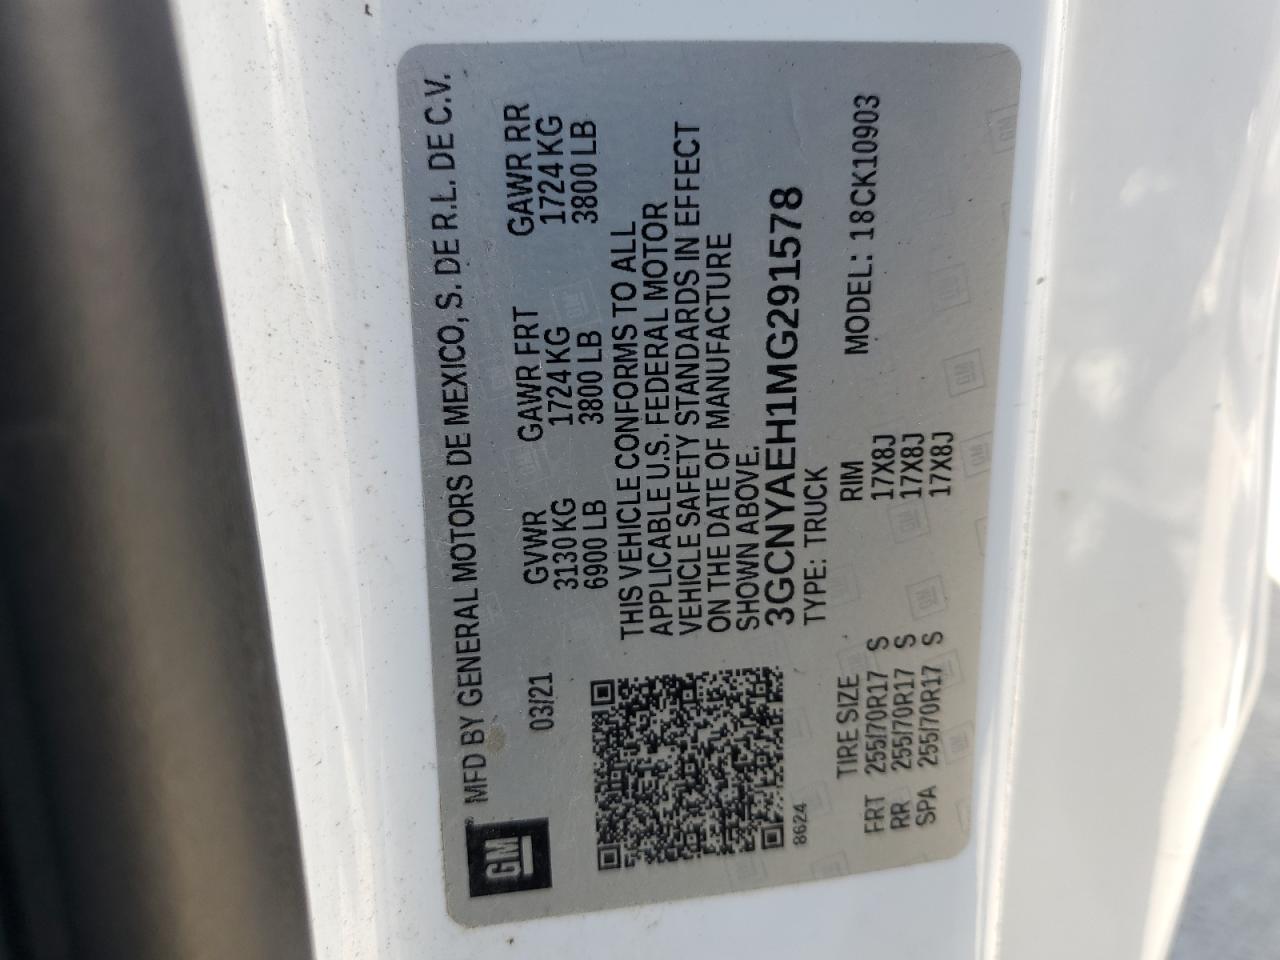 GM
MFD BY GENERAL MOTORS DE MEXICO, S. DE R.L. DE C.V.
03/21 GVWR GAWR FRT GAWR RR
3130 KG 1724 KG 1724 KG
6900 LB 3800 LB 3800 LB
THIS VEHICLE CONFORMS TO ALL
APPLICABLE U.S. FEDERAL MOTOR
VEHICLE SAFETY STANDARDS IN EFFECT
ON THE DATE OF MANUFACTURE
SHOWN ABOVE.
3GCNYAEH1MG291578
8624 TYPE: TRUCK
TIRE SIZE RIM MODEL: 18CK10903
FRT 255/70R17 S 17X8J
RR 255/70R17 S 17X8J
SPA 255/70R17 S 17X8J